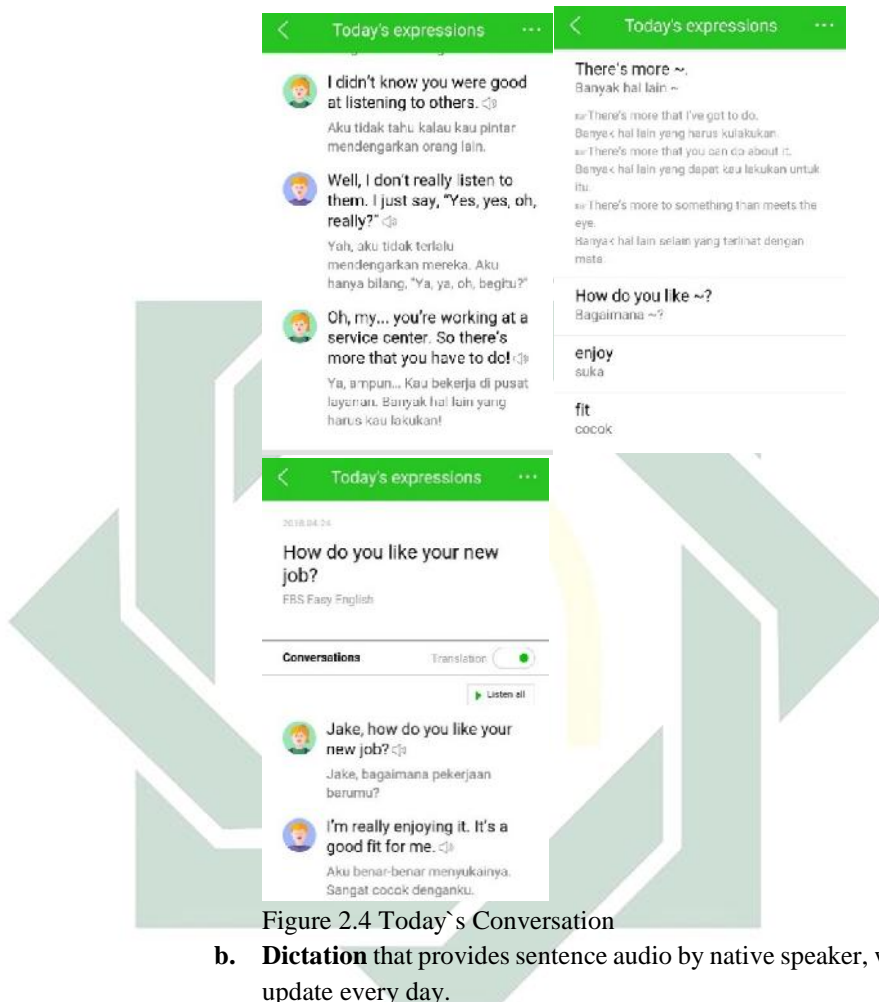 Today's expressions
I didn't know you were good
at listening to others.
Aku tidak tahu kalau kau pintar
mendengarkan orang lain.
Well, I don't really listen to
them. I just say, "Yes, yes, oh,
really?"
Yah, aku tidak terlalu
mendengarkan mereka. Aku
hanya bilang, "Ya, ya, oh, begitu?"
Oh, my... you're working at a
service center. So there's
more that you have to do!
Ya, ampun... Kau bekerja di pusat
layanan. Banyak hal lain yang
harus kau lakukan!
Today's expressions
There's more ~.
Banyak hal lain ~
There's more that I've got to do.
Banyak hal lain yang harus kulakukan.
There's more that you can do about it.
Banyak hal lain yang dapat kau lakukan untuk
itu.
There's more to something than meets the
eye.
Banyak hal lain selain yang terlihat dengan
mata.
How do you like ~?
Bagaimana ~?
enjoy
suka
fit
cocok
Today's expressions
2018.04.24
How do you like your new
job?
EBS Easy English
Conversations
Translation
Listen all
Jake, how do you like your
new job?
Jake, bagaimana pekerjaan
barumu?
I'm really enjoying it. It's a
good fit for me.
Aku benar-benar menyukainya.
Sangat cocok denganku.
Figure 2.4 Today`s Conversation
b. Dictation that provides sentence audio by native speaker,
update every day.